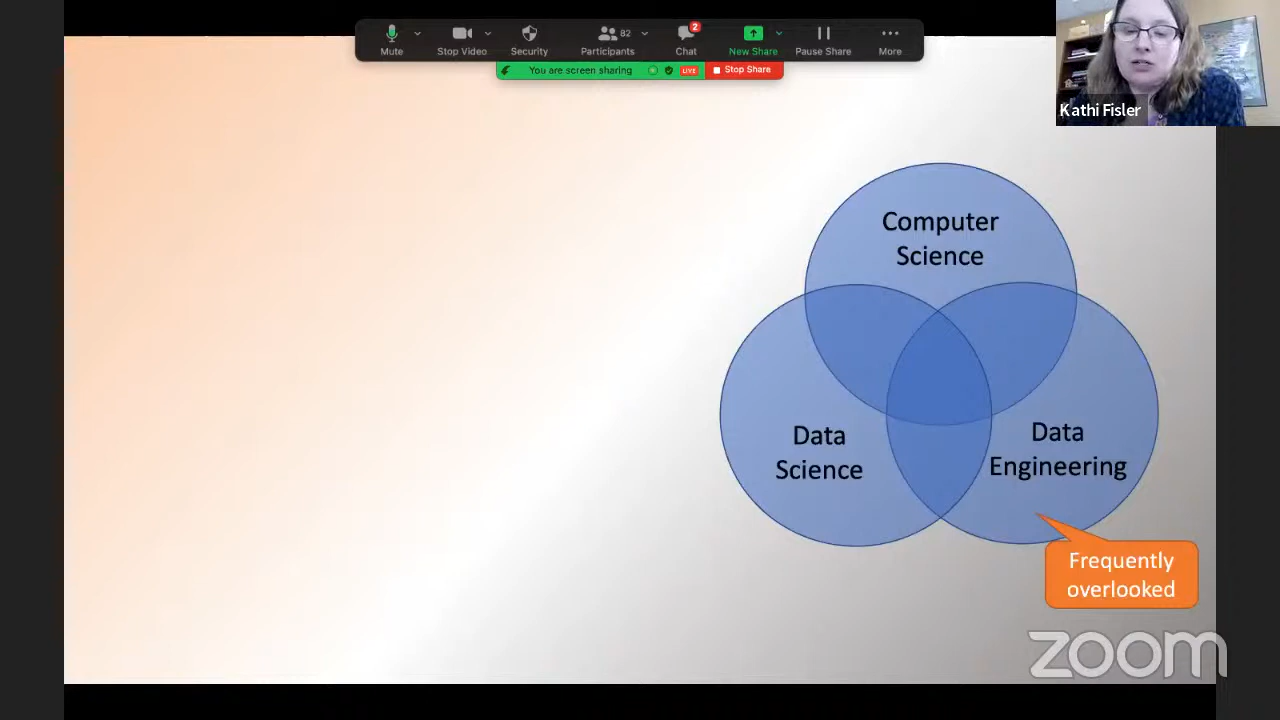 Mute
Stop Video
Security
82
Participants
2
Chat
New Share
Pause Share
More
You are screen sharing
LIVE
Stop Share
Kathi Fisler
Computer
Science
Data
Science
Data
Engineering
Frequently
overlooked
zoom